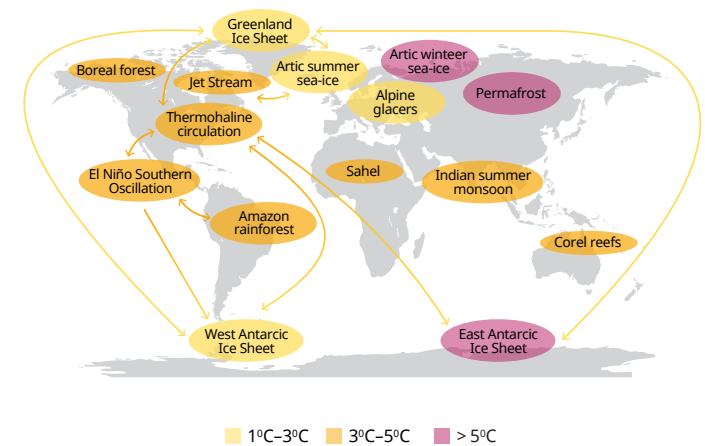 Greenland
Ice Sheet
Artic winteer
sea-ice
Boreal forest
Jet Stream
Artic summer
sea-ice
Permafrost
Alpine
glacers
Thermohaline
circulation
El Niño Southern
Oscillation
Sahel
Indian summer
monsoon
Amazon
rainforest
Corel reefs
West Antarcic
Ice Sheet
East Antarcic
Ice Sheet
1⁰C–3⁰C
3⁰C–5⁰C
> 5⁰C